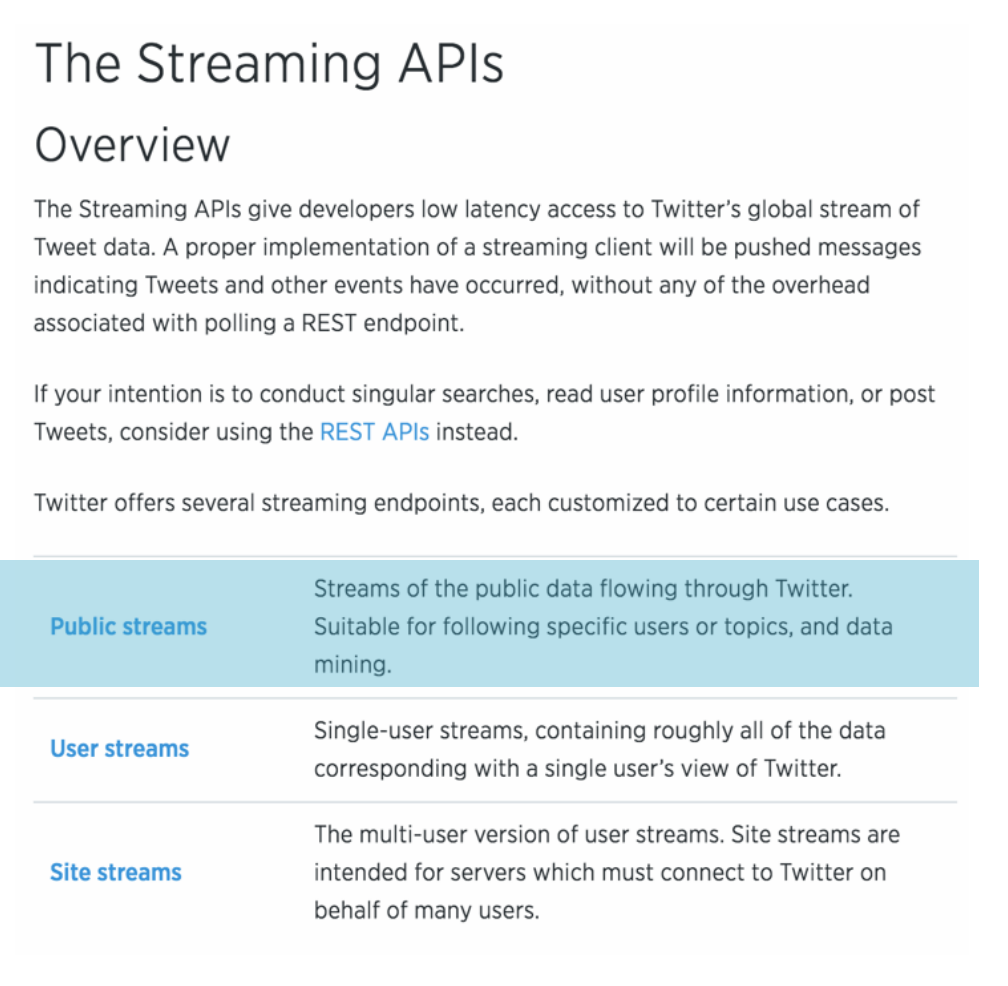 The Streaming APIs
Overview
The Streaming APIs give developers low latency access to Twitter’s global stream of
Tweet data. A proper implementation of a streaming client will be pushed messages
indicating Tweets and other events have occurred, without any of the overhead
associated with polling a REST endpoint.
If your intention is to conduct singular searches, read user profile information, or post
Tweets, consider using the REST APIs instead.
Twitter offers several streaming endpoints, each customized to certain use cases.
Public streams
Streams of the public data flowing through Twitter.
Suitable for following specific users or topics, and data
mining.
User streams
Single-user streams, containing roughly all of the data
corresponding with a single user’s view of Twitter.
Site streams
The multi-user version of user streams. Site streams are
intended for servers which must connect to Twitter on
behalf of many users.